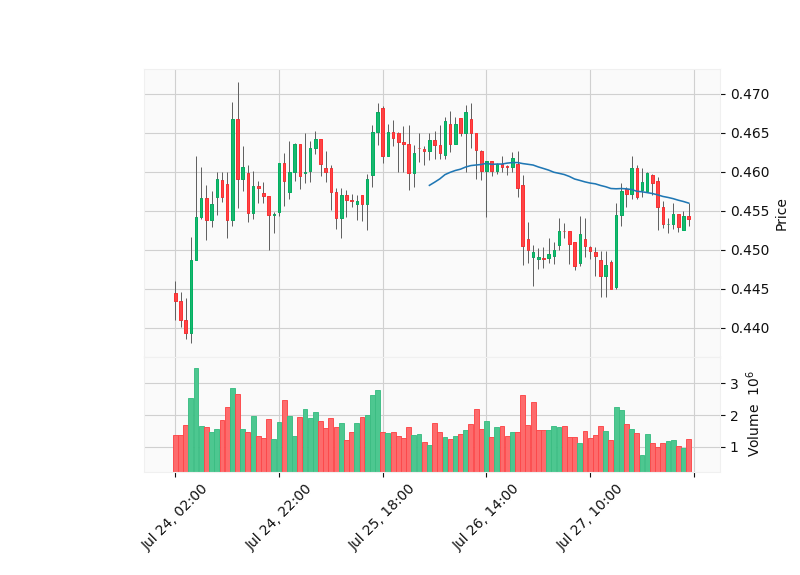 0.470
0.465
0.460
0.455
0.450
0.445
0.440
Price
3
2
1
Volume 10⁶
Jul 24, 02:00
Jul 24, 22:00
Jul 25, 18:00
Jul 26, 14:00
Jul 27, 10:00